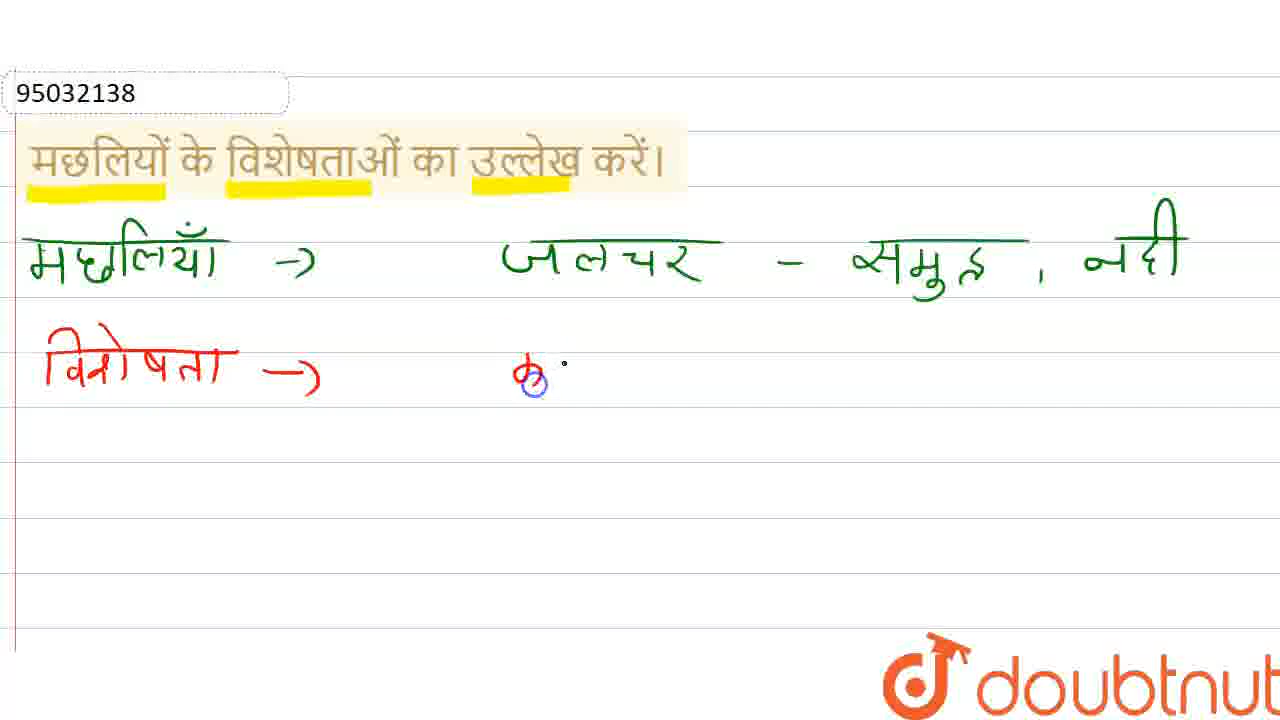 95032138
मछलियों के विशेषताओं का उल्लेख करें।
मछलियाँ → जलचर - समुद्र, नदी
विशेषता →
doubtnut